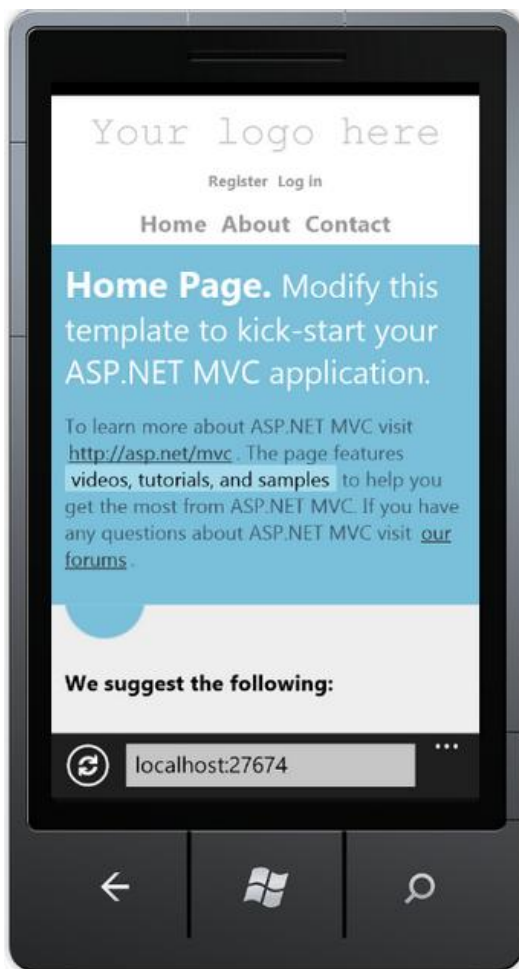 Your logo here
Register Log in
Home About Contact
Home Page. Modify this
template to kick-start your
ASP.NET MVC application.
To learn more about ASP.NET MVC visit
http://asp.net/mvc . The page features
videos, tutorials, and samples to help you
get the most from ASP.NET MVC. If you have
any questions about ASP.NET MVC visit our
forums .
We suggest the following:
localhost:27674